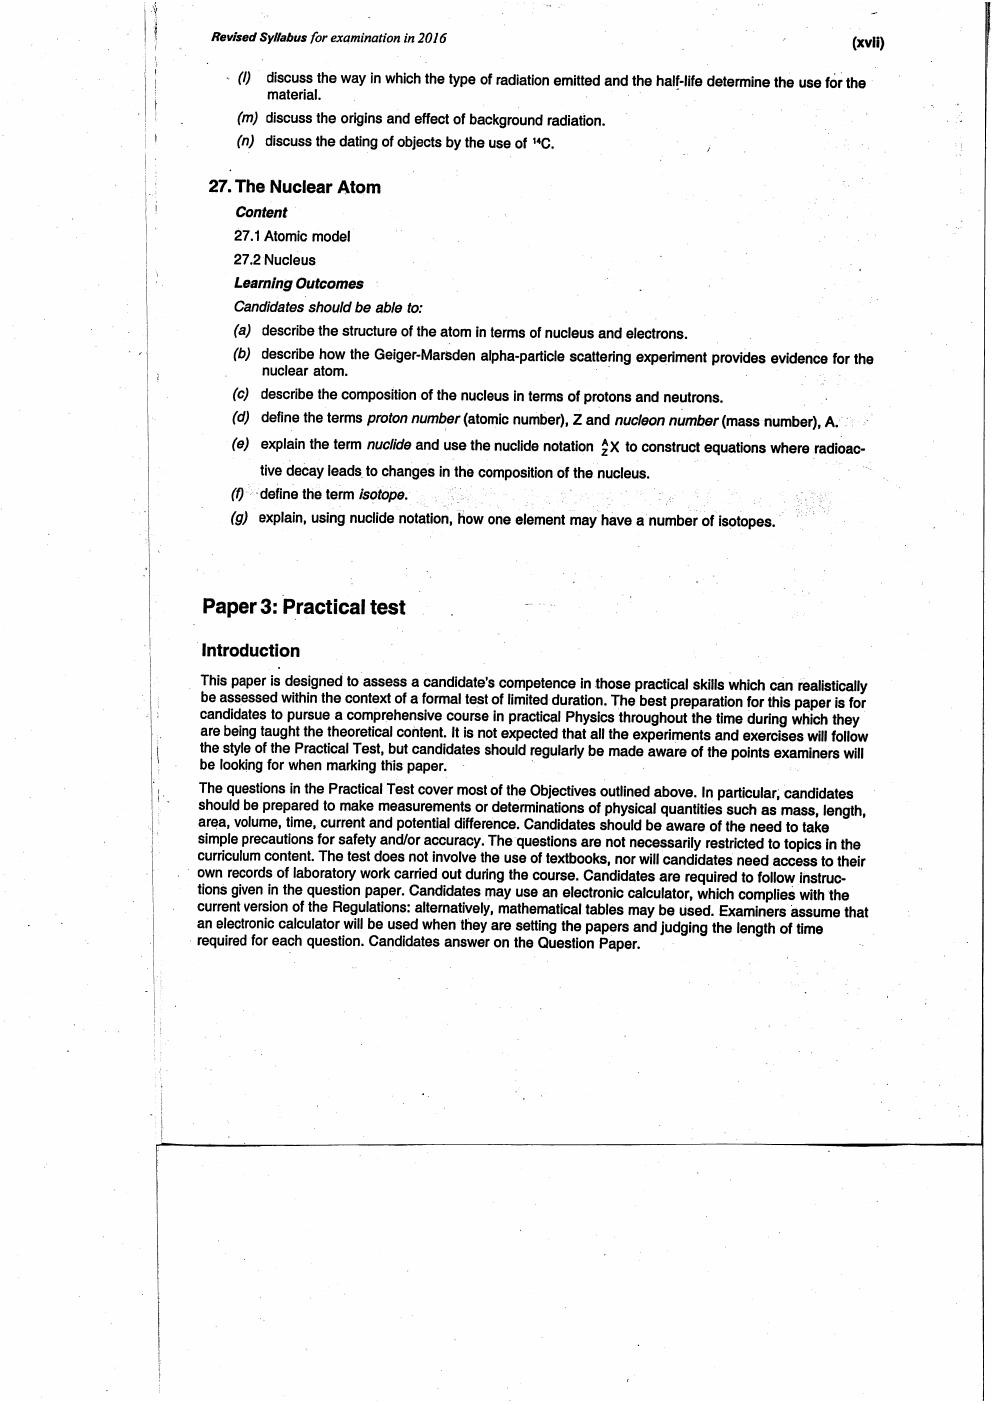 Revised Syllabus for examination in 2016
(xvii)
(l) discuss the way in which the type of radiation emitted and the half-life determine the use for the
material.
(m) discuss the origins and effect of background radiation.
(n) discuss the dating of objects by the use of ¹⁴C.
27. The Nuclear Atom
Content
27.1 Atomic model
27.2 Nucleus
Learning Outcomes
Candidates should be able to:
(a) describe the structure of the atom in terms of nucleus and electrons.
(b) describe how the Geiger-Marsden alpha-particle scattering experiment provides evidence for the
nuclear atom.
(c) describe the composition of the nucleus in terms of protons and neutrons.
(d) define the terms proton number (atomic number), Z and nucleon number (mass number), A.
(e) explain the term nuclide and use the nuclide notation ᴬ_ZX to construct equations where radioac-
tive decay leads to changes in the composition of the nucleus.
(f) define the term isotope.
(g) explain, using nuclide notation, how one element may have a number of isotopes.
Paper 3: Practical test
Introduction
This paper is designed to assess a candidate's competence in those practical skills which can realistically
be assessed within the context of a formal test of limited duration. The best preparation for this paper is for
candidates to pursue a comprehensive course in practical Physics throughout the time during which they
are being taught the theoretical content. It is not expected that all the experiments and exercises will follow
the style of the Practical Test, but candidates should regularly be made aware of the points examiners will
be looking for when marking this paper.
The questions in the Practical Test cover most of the Objectives outlined above. In particular, candidates
should be prepared to make measurements or determinations of physical quantities such as mass, length,
area, volume, time, current and potential difference. Candidates should be aware of the need to take
simple precautions for safety and/or accuracy. The questions are not necessarily restricted to topics in the
curriculum content. The test does not involve the use of textbooks, nor will candidates need access to their
own records of laboratory work carried out during the course. Candidates are required to follow instruc-
tions given in the question paper. Candidates may use an electronic calculator, which complies with the
current version of the Regulations: alternatively, mathematical tables may be used. Examiners assume that
an electronic calculator will be used when they are setting the papers and judging the length of time
required for each question. Candidates answer on the Question Paper.